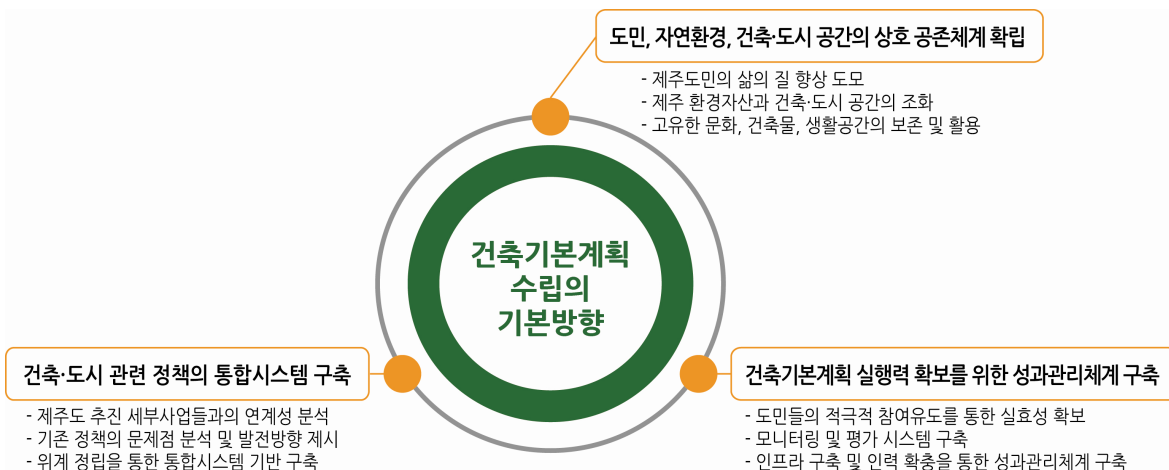 도민, 자연환경, 건축·도시 공간의 상호 공존체계 확립
- 제주도민의 삶의 질 향상 도모
- 제주 환경자산과 건축·도시 공간의 조화
- 고유한 문화, 건축물, 생활공간의 보존 및 활용
건축기본계획
수립의
기본방향
건축·도시 관련 정책의 통합시스템 구축
- 제주도 추진 세부사업들과의 연계성 분석
- 기존 정책의 문제점 분석 및 발전방향 제시
- 위계 정립을 통한 통합시스템 기반 구축
건축기본계획 실행력 확보를 위한 성과관리체계 구축
- 도민들의 적극적 참여유도를 통한 실효성 확보
- 모니터링 및 평가 시스템 구축
- 인프라 구축 및 인력 확충을 통한 성과관리체계 구축